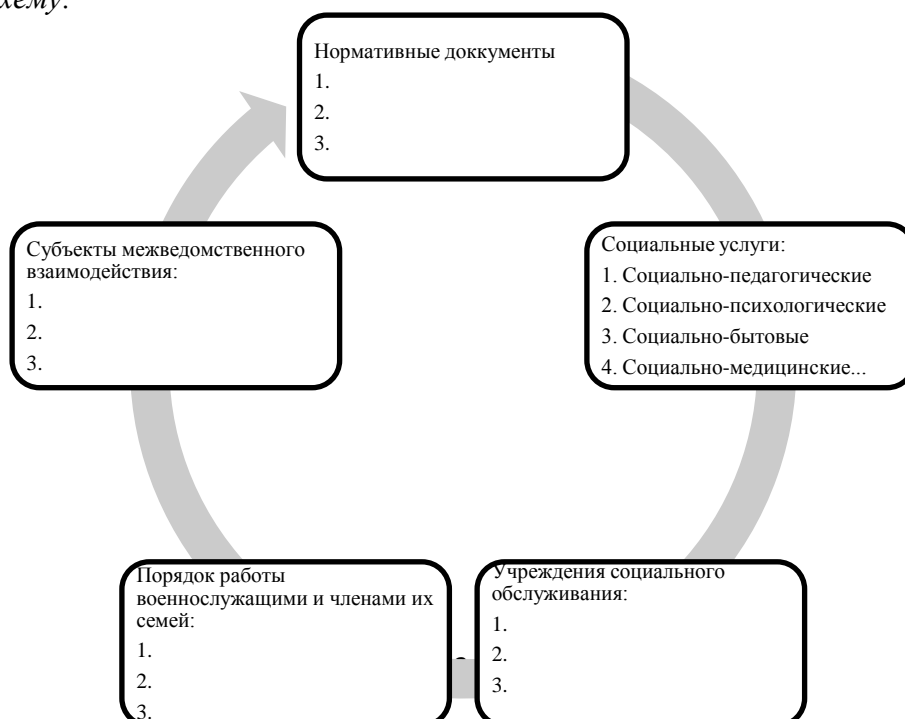 хему.
Нормативные доккументы
1.
2.
3.
Социальные услуги:
1. Социально-педагогические
2. Социально-психологические
3. Социально-бытовые
4. Социально-медицинские...
Учреждения социального
обслуживания:
1.
2.
3.
Порядок работы
военнослужащими и членами их
семей:
1.
2.
3.
Субъекты межведомственного
взаимодействия:
1.
2.
3.